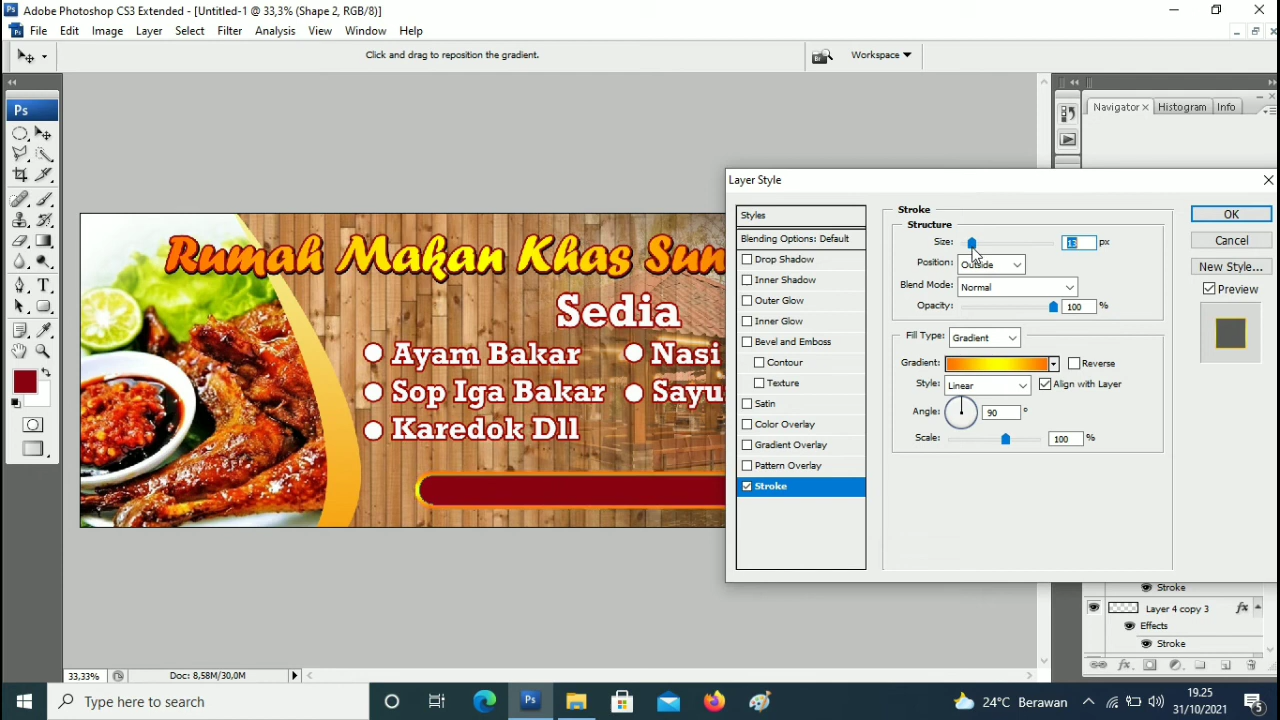 Adobe Photoshop CS3 Extended - [Untitled-1 @ 33,3% (Shape 2, RGB/8)]
File Edit Image Layer Select Filter Analysis View Window Help
Click and drag to reposition the gradient.
Workspace
Ps
Navigator Histogram Info
Layer Style
Styles
Blending Options: Default
Drop Shadow
Inner Shadow
Outer Glow
Inner Glow
Bevel and Emboss
Contour
Texture
Satin
Color Overlay
Gradient Overlay
Pattern Overlay
Stroke
Stroke
Structure
Size: 13 px
Position: Outside
Blend Mode: Normal
Opacity: 100 %
Fill Type: Gradient
Gradient: Reverse
Style: Linear Align with Layer
Angle: 90 °
Scale: 100 %
OK
Cancel
New Style...
Preview
Rumah Makan Khas Sun
Sedia
Ayam Bakar Nasi
Sop Iga Bakar Sayu
Karedok Dll
Stroke
Layer 4 copy 3 fx
Effects
Stroke
33,33% Doc: 8,58M/30,0M
Type here to search
24°C Berawan
19.25
31/10/2021
5